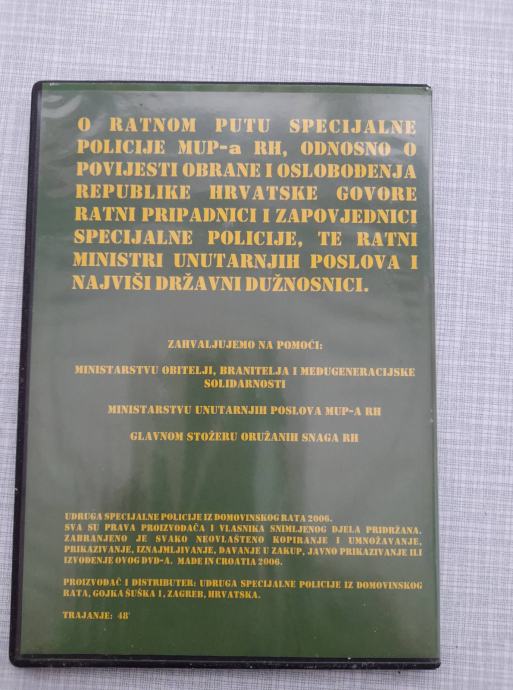 O RATNOM PUTU SPECIJALNE
POLICIJE MUP-a RH, ODNOSNO O
POVIJESTI OBRANE I OSLOBOĐENJA
REPUBLIKE HRVATSKE GOVORE
RATNI PRIPADNICI I ZAPOVJEDNICI
SPECIJALNE POLICIJE, TE RATNI
MINISTRI UNUTARNJIH POSLOVA I
NAJVIŠI DRŽAVNI DUŽNOSNICI.
ZAHVALJUJEMO NA POMOĆI:
MINISTARSTVU OBITELJI, BRANITELJA I MEĐUGENERACIJSKE
SOLIDARNOSTI
MINISTARSTVU UNUTARNJIH POSLOVA MUP-A RH
GLAVNOM STOŽERU ORUŽANIH SNAGA RH
UDRUGA SPECIJALNE POLICIJE IZ DOMOVINSKOG RATA 2006.
SVA SU PRAVA PROIZVOĐAČA I VLASNIKA SNIMLJENOG DJELA PRIDRŽANA.
ZABRANJENO JE SVAKO NEOVLAŠTENO KOPIRANJE I UMNOŽAVANJE,
PRIKAZIVANJE, IZNAJMLJIVANJE, DAVANJE U ZAKUP, JAVNO PRIKAZIVANJE ILI
IZVOĐENJE OVOG DVD-A. MADE IN CROATIA 2006.
PROIZVOĐAČ I DISTRIBUTER: UDRUGA SPECIJALNE POLICIJE IZ DOMOVINSKOG
RATA, GOJKA ŠUŠKA 1, ZAGREB, HRVATSKA.
TRAJANJE: 48'